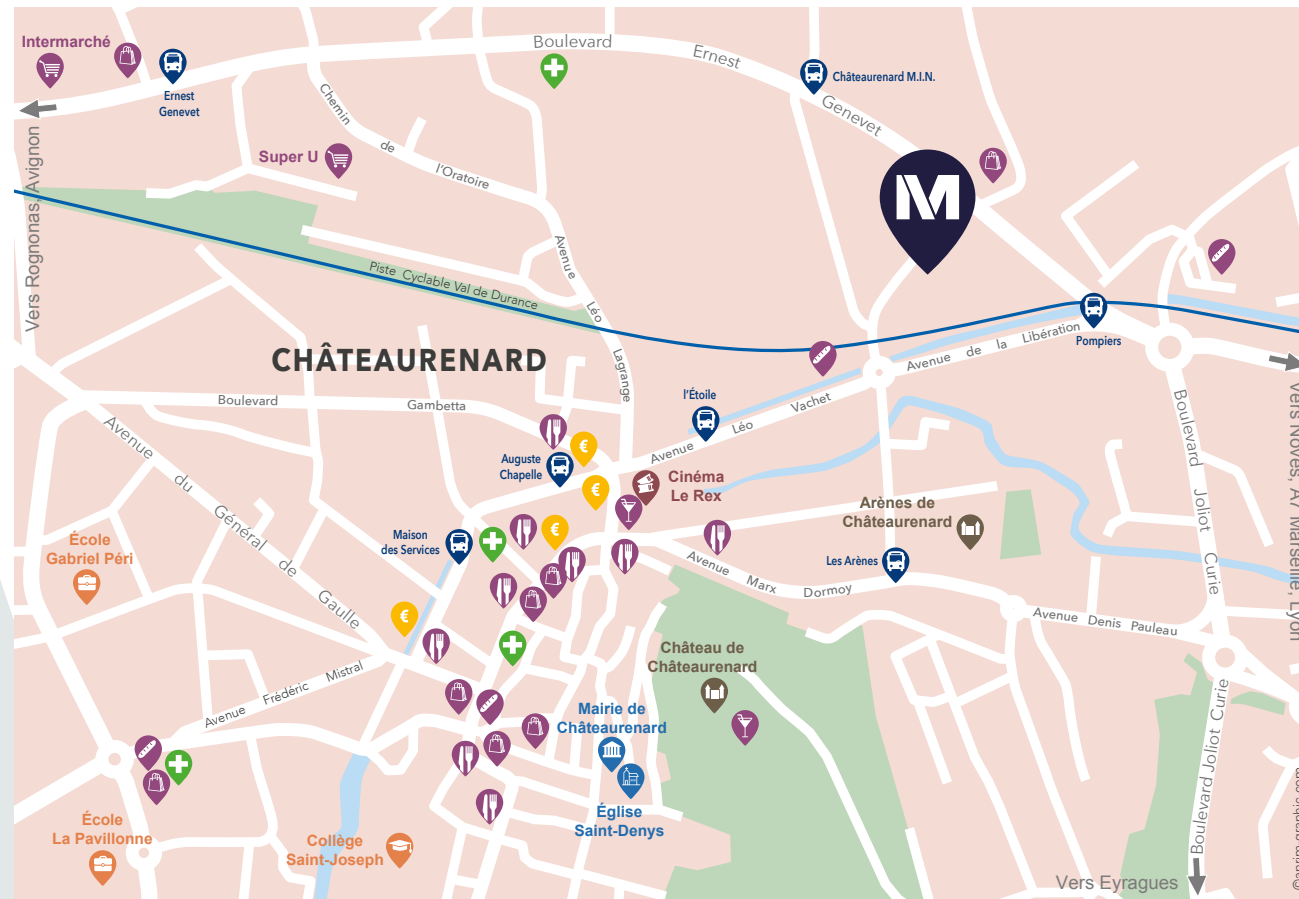 Intermarché
Boulevard
Ernest
Genevet
Châteaurenard M.I.N.
Ernest
Genevet
Chemin
de
l'Oratoire
Super U
M
Vers Rognonas, Avignon
Avenue
Léo
Lagrange
Piste Cyclable Val de Durance
Pompiers
Avenue de la Libération
CHÂTEAURENARD
Boulevard
Gambetta
l'Étoile
Avenue
Léo
Vachet
Vers Noves, A7 Marseille, Lyon
Boulevard
Joliot
Curie
Avenue
du
Général
de
Gaulle
Auguste
Chapelle
€
€
€
€
Cinéma
Le Rex
Arènes de
Châteaurenard
Maison
des Services
École
Gabriel Péri
Les Arènes
Avenue
Marx
Dormoy
Avenue Denis Pauleau
Château de
Châteaurenard
Avenue Frédéric Mistral
Mairie de
Châteaurenard
Église
Saint-Denys
École
La Pavillonne
Collège
Saint-Joseph
Boulevard Joliot Curie
Vers Eyragues